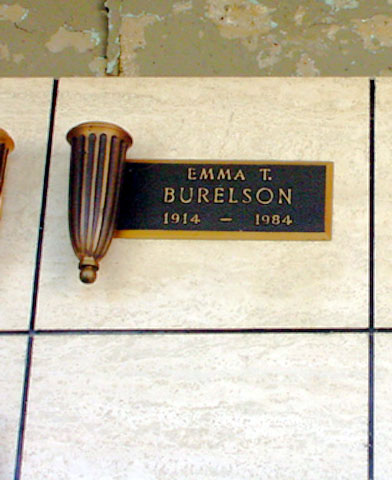 EMMA T.
BURELSON
1914 — 1984